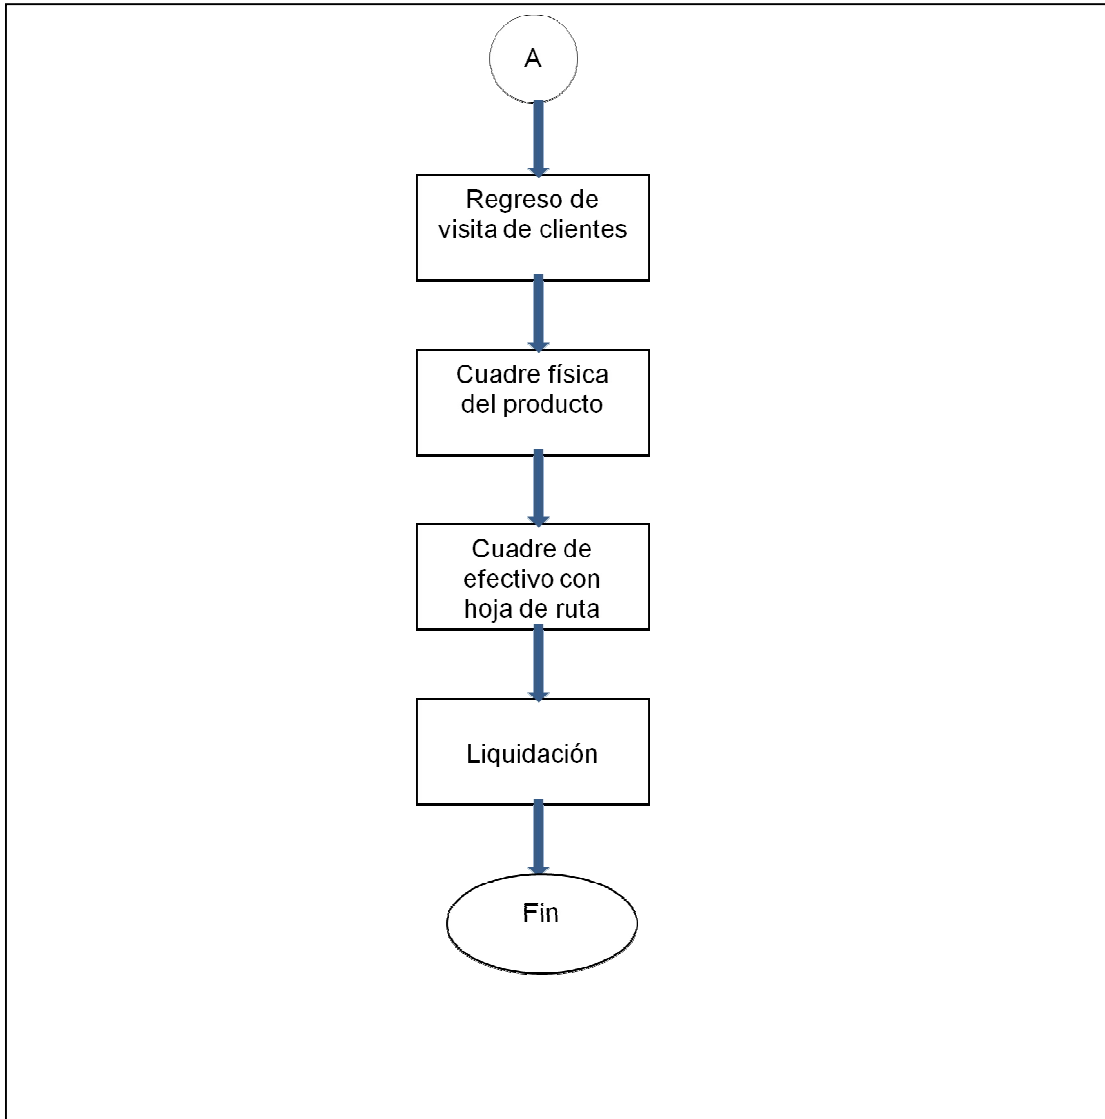 A
Regreso de
visita de clientes
Cuadre física
del producto
Cuadre de
efectivo con
hoja de ruta
Liquidación
Fin